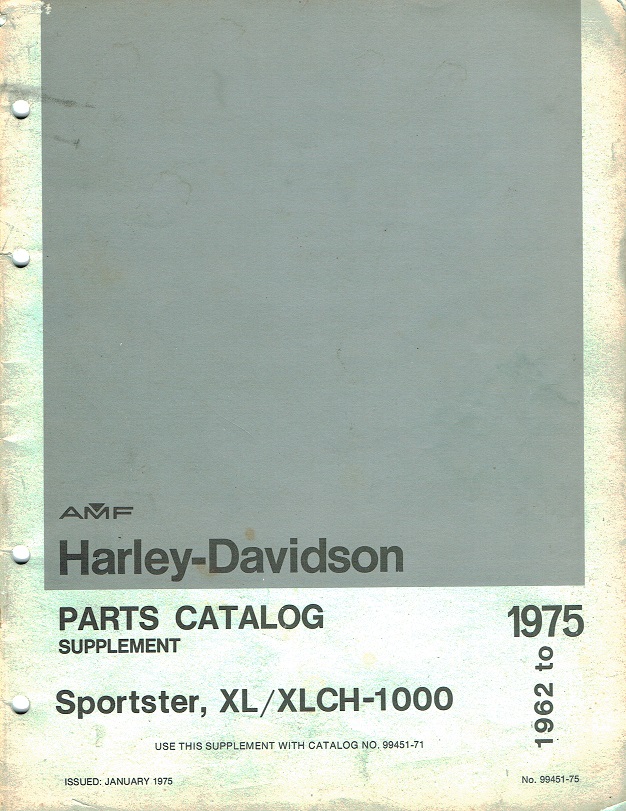 AMF
Harley-Davidson
PARTS CATALOG
SUPPLEMENT
1962 to 1975
Sportster, XL/XLCH-1000
USE THIS SUPPLEMENT WITH CATALOG NO. 99451-71
ISSUED: JANUARY 1975
No. 99451-75